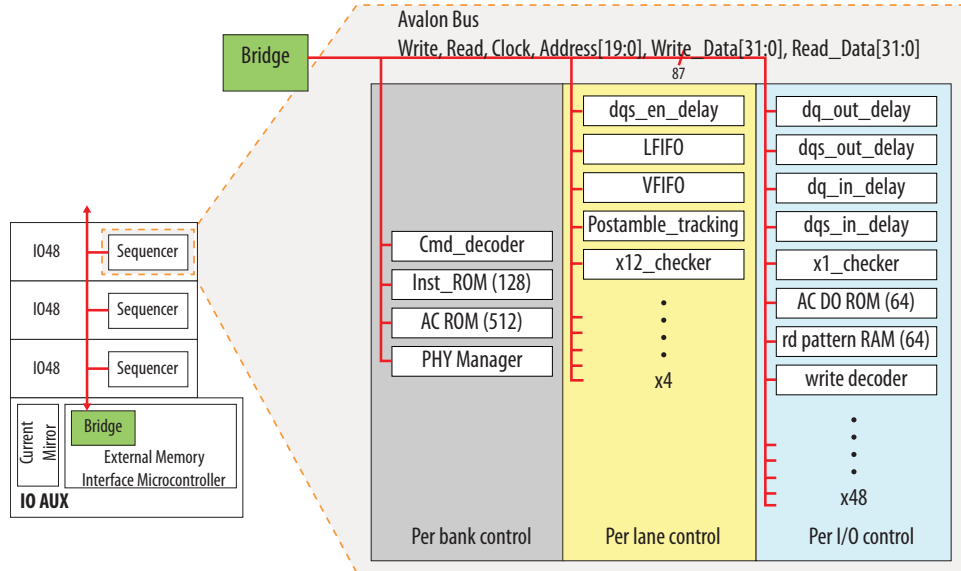 Avalon Bus
Write, Read, Clock, Address[19:0], Write_Data[31:0], Read_Data[31:0]
87
Bridge
IO48
Sequencer
IO48
Sequencer
IO48
Sequencer
Current
Mirror
Bridge
External Memory
Interface Microcontroller
IO AUX
Cmd_decoder
Inst_ROM (128)
AC ROM (512)
PHY Manager
Per bank control
dqs_en_delay
LFIFO
VFIFO
Postamble_tracking
x12_checker
x4
Per lane control
dq_out_delay
dqs_out_delay
dq_in_delay
dqs_in_delay
x1_checker
AC DO ROM (64)
rd pattern RAM (64)
write decoder
x48
Per I/O control